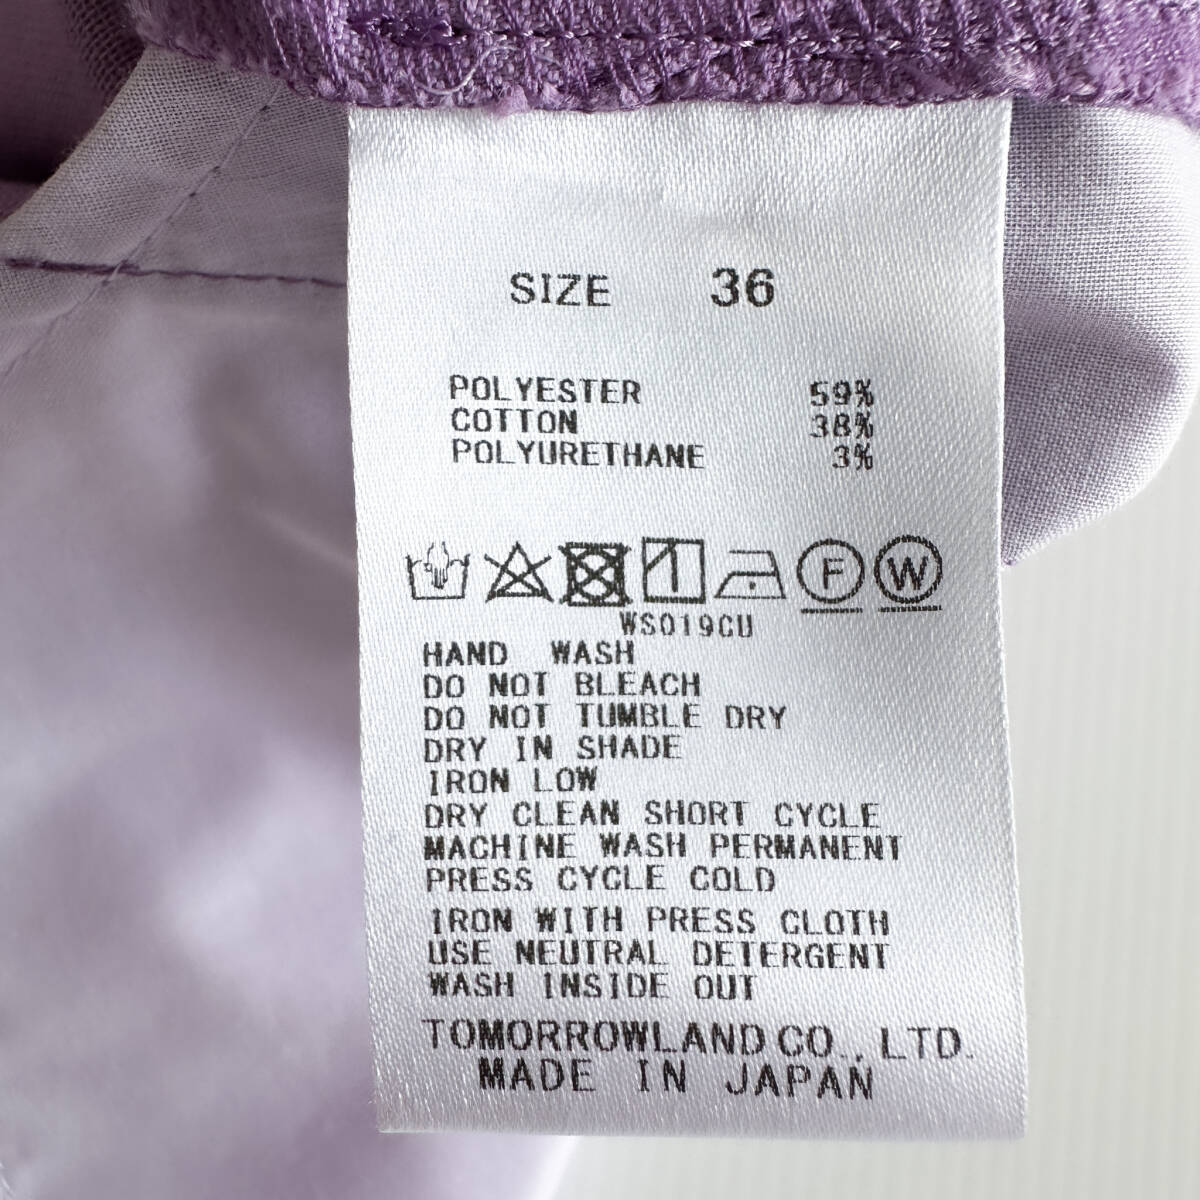 SIZE 36
POLYESTER 59%
COTTON 38%
POLYURETHANE 3%
F W
WS019CU
HAND WASH
DO NOT BLEACH
DO NOT TUMBLE DRY
DRY IN SHADE
IRON LOW
DRY CLEAN SHORT CYCLE
MACHINE WASH PERMANENT
PRESS CYCLE COLD
IRON WITH PRESS CLOTH
USE NEUTRAL DETERGENT
WASH INSIDE OUT
TOMORROWLAND CO., LTD.
MADE IN JAPAN